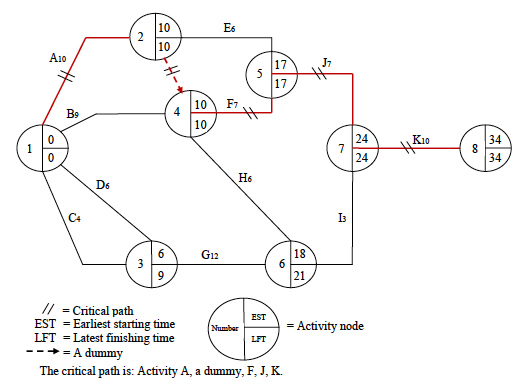 10
2
10
E6
A10
17
5
17
J7
10
4
10
F7
B9
0
1
0
24
7
24
K10
34
8
34
H6
D6
C4
I3
6
3
9
G12
18
6
21
// = Critical path
EST = Earliest starting time
LFT = Latest finishing time
= A dummy
Number
EST
LFT
= Activity node
The critical path is: Activity A, a dummy, F, J, K.